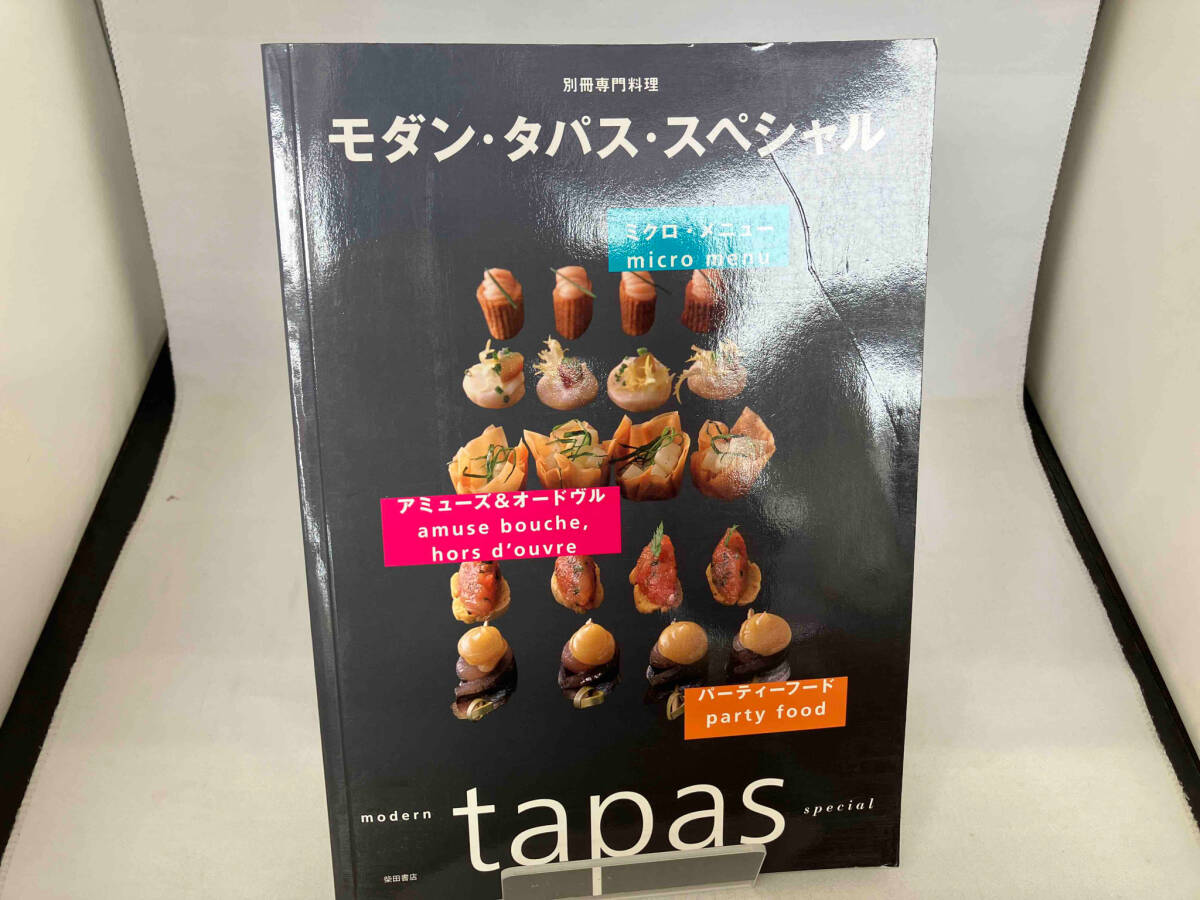 別冊専門料理
モダン・タパス・スペシャル
ミクロ・メニュー
micro menu
アミューズ&オードヴル
amuse bouche,
hors d'ouvre
パーティーフード
party food
modern tapas special
柴田書店